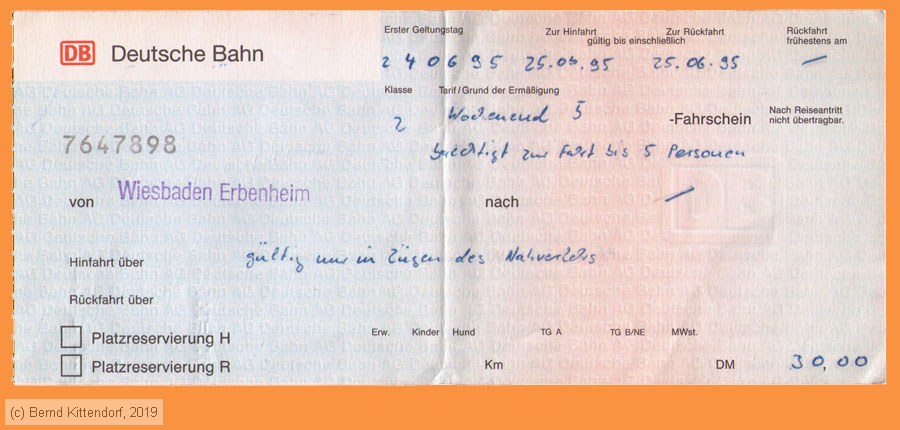 Erster Geltungstag
Zur Hinfahrt
Zur Rückfahrt
gültig bis einschließlich
Rückfahrt
frühestens am
DB Deutsche Bahn
240695 25.06.95 25.06.95 —
Klasse
Tarif/Grund der Ermäßigung
2
Wochenend 5
-Fahrschein
Nach Reiseantritt
nicht übertragbar.
7647898
berechtigt zur Fahrt bis 5 Personen
von Wiesbaden Erbenheim nach —
Hinfahrt über gültig nur in Zügen des Nahverkehrs
Rückfahrt über
Platzreservierung H
Erw. Kinder Hund TG A TG B/NE MWst.
Platzreservierung R
Km DM 30,00
(c) Bernd Kittendorf, 2019